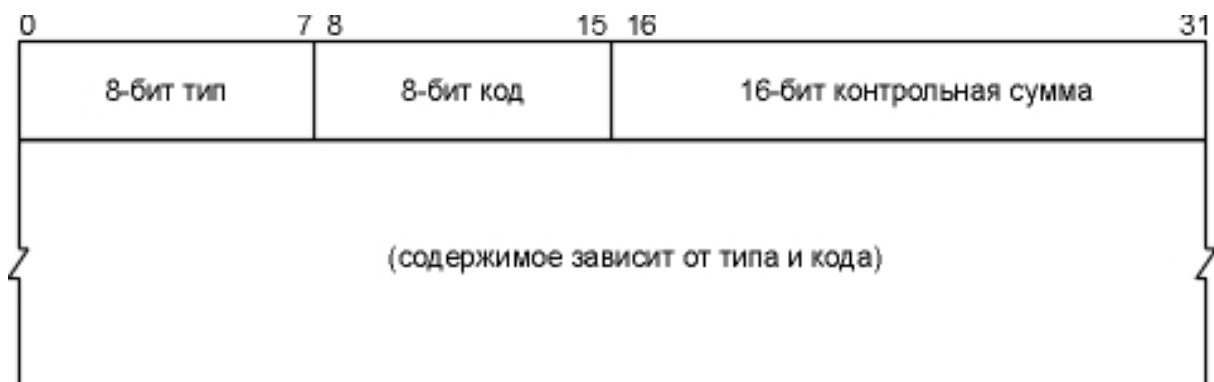 0 7 8 15 16 31
8-бит тип 8-бит код 16-бит контрольная сумма
(содержимое зависит от типа и кода)